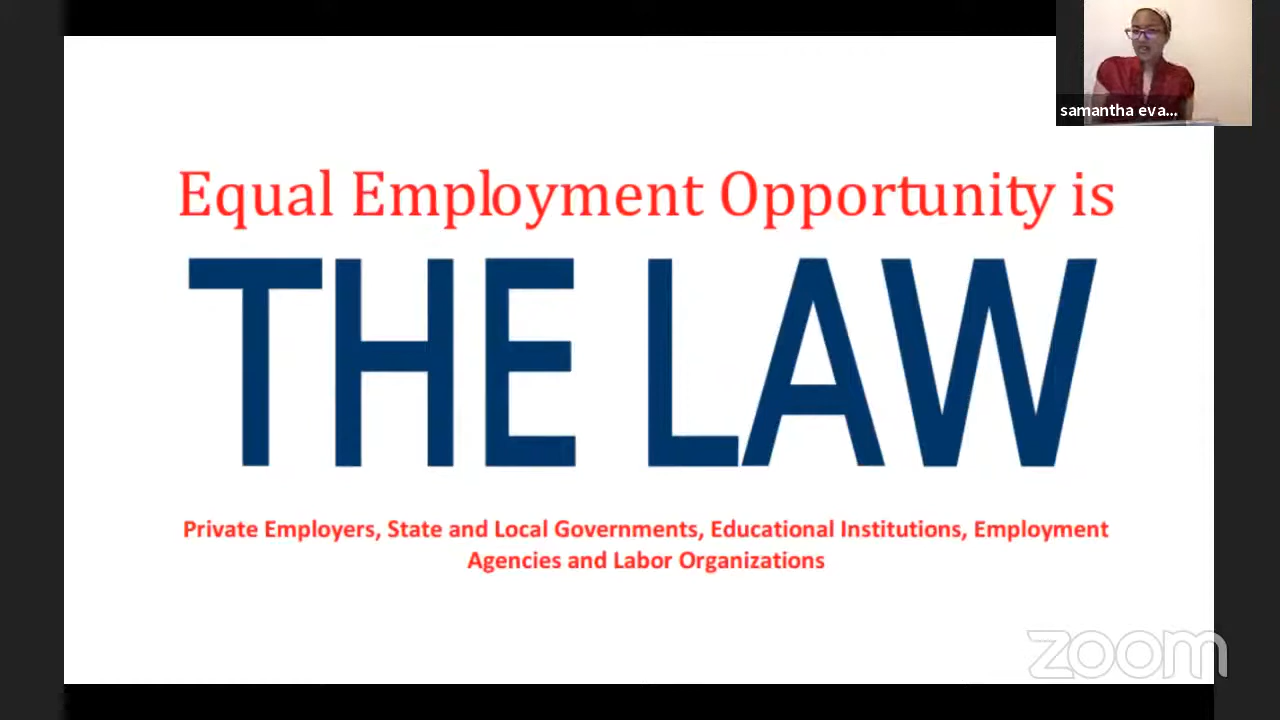 samantha eva...
Equal Employment Opportunity is
THE LAW
Private Employers, State and Local Governments, Educational Institutions, Employment
Agencies and Labor Organizations
zoom